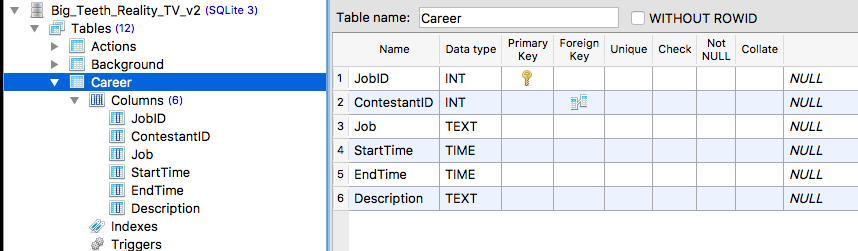 Big_Teeth_Reality_TV_v2 (SQLite 3)
Tables (12)
Actions
Background
Career
Columns (6)
JobID
ContestantID
Job
StartTime
EndTime
Description
Indexes
Triggers
Table name: Career WITHOUT ROWID
Name Data type Primary Key Foreign Key Unique Check Not NULL Collate
1 JobID INT NULL
2 ContestantID INT NULL
3 Job TEXT NULL
4 StartTime TIME NULL
5 EndTime TIME NULL
6 Description TEXT NULL